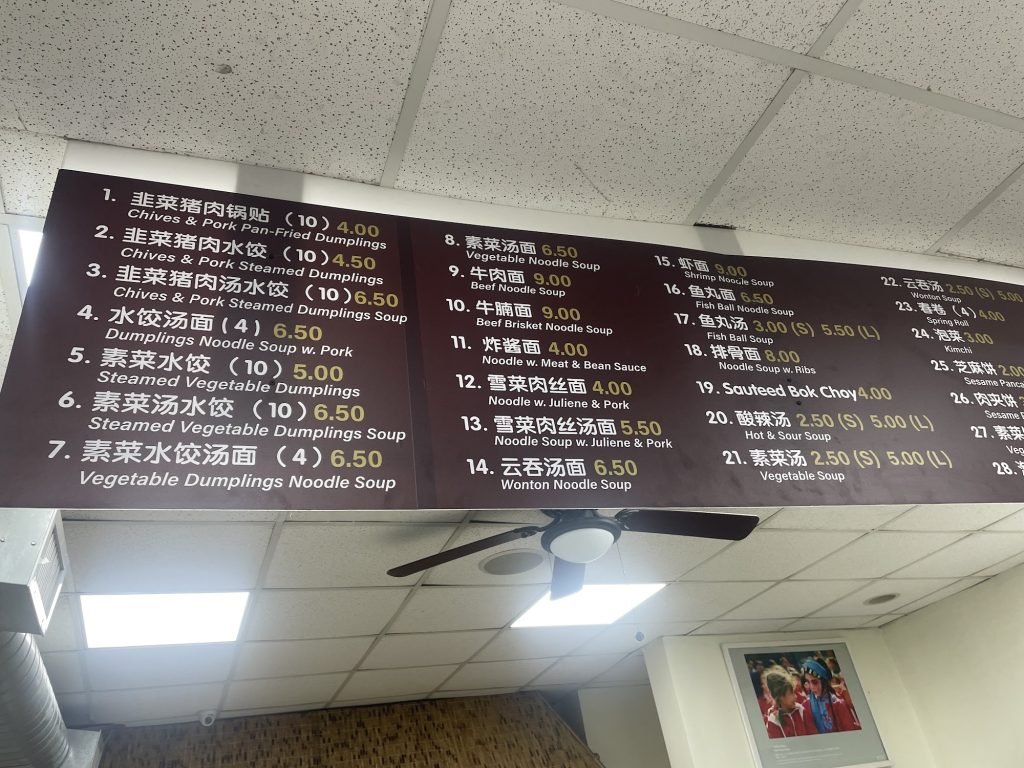 1. 韭菜猪肉锅贴 (10) 4.00
Chives & Pork Pan-Fried Dumplings
2. 韭菜猪肉水饺 (10) 4.50
Chives & Pork Steamed Dumplings
3. 韭菜猪肉汤水饺 (10) 6.50
Chives & Pork Steamed Dumplings Soup
4. 水饺汤面 (4) 6.50
Dumplings Noodle Soup w. Pork
5. 素菜水饺 (10) 5.00
Steamed Vegetable Dumplings
6. 素菜汤水饺 (10) 6.50
Steamed Vegetable Dumplings Soup
7. 素菜水饺汤面 (4) 6.50
Vegetable Dumplings Noodle Soup
8. 素菜汤面 6.50
Vegetable Noodle Soup
9. 牛肉面 9.00
Beef Noodle Soup
10. 牛腩面 9.00
Beef Brisket Noodle Soup
11. 炸酱面 4.00
Noodle w. Meat & Bean Sauce
12. 雪菜肉丝面 4.00
Noodle w. Juliene & Pork
13. 雪菜肉丝汤面 5.50
Noodle Soup w. Juliene & Pork
14. 云吞汤面 6.50
Wonton Noodle Soup
15. 虾面 9.00
Shrimp Noodle Soup
16. 鱼丸面 6.50
Fish Ball Noodle Soup
17. 鱼丸汤 3.00 (S) 5.50 (L)
Fish Ball Soup
18. 排骨面 8.00
Noodle Soup w. Ribs
19. Sauteed Bok Choy 4.00
20. 酸辣汤 2.50 (S) 5.00 (L)
Hot & Sour Soup
21. 素菜汤 2.50 (S) 5.00 (L)
Vegetable Soup
22. 云吞汤 2.50 (S) 5.00
Wonton Soup
23. 春卷 (4) 4.00
Spring Roll
24. 泡菜 3.00
Kimchi
25. 芝麻饼 2.00
Sesame Panca
26. 肉夹饼
Sesame
27. 素
Veg
28.